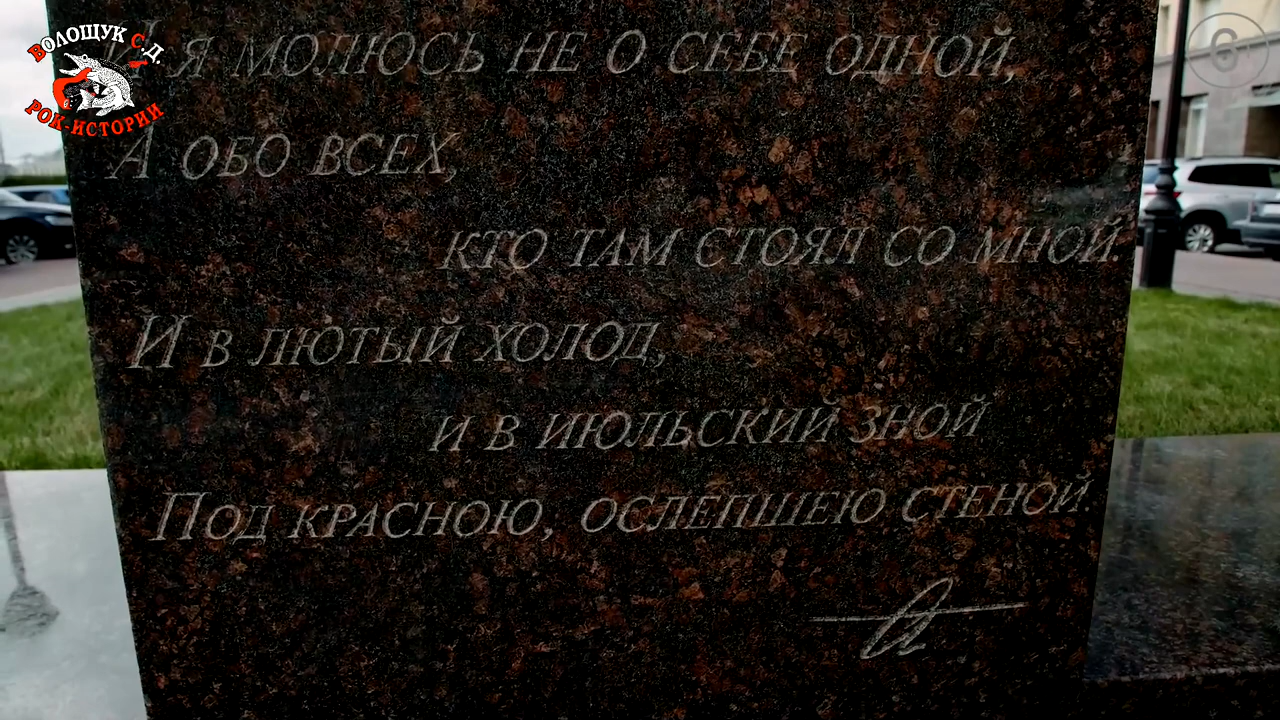 ВОЛОЩУК С.Д.
РОК-ИСТОРИИ
6
И Я МОЛЮСЬ НЕ О СЕБЕ ОДНОЙ,
А ОБО ВСЕХ,
КТО ТАМ СТОЯЛ СО МНОЙ.
И В ЛЮТЫЙ ХОЛОД,
И В ИЮЛЬСКИЙ ЗНОЙ
ПОД КРАСНОЮ, ОСЛЕПШЕЮ СТЕНОЙ.